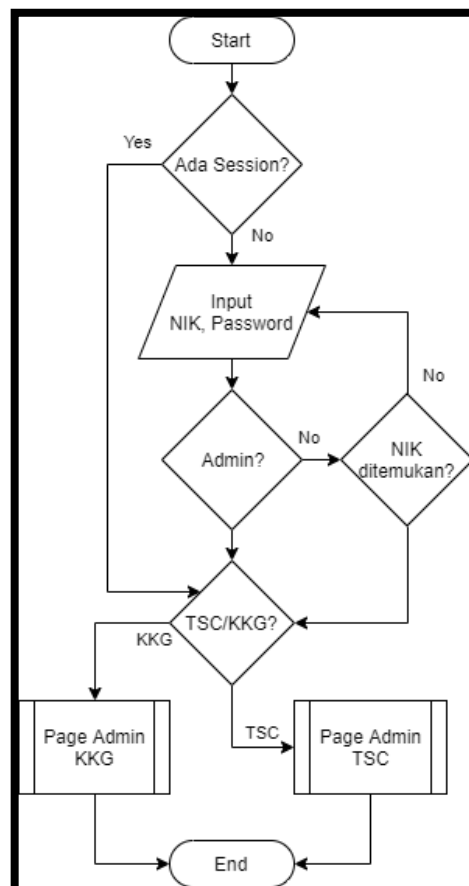 Start
Yes
Ada Session?
No
Input
NIK, Password
No
Admin?
No
NIK
ditemukan?
TSC/KKG?
KKG
TSC
Page Admin
KKG
Page Admin
TSC
End